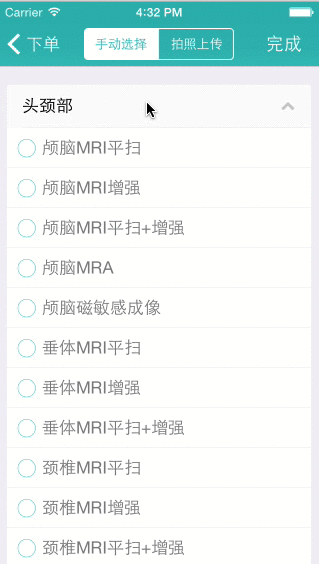 Carrier 4:32 PM
下单 手动选择 拍照上传 完成
头颈部
颅脑MRI平扫
颅脑MRI增强
颅脑MRI平扫+增强
颅脑MRA
颅脑磁敏感成像
垂体MRI平扫
垂体MRI增强
垂体MRI平扫+增强
颈椎MRI平扫
颈椎MRI增强
颈椎MRI平扫+增强